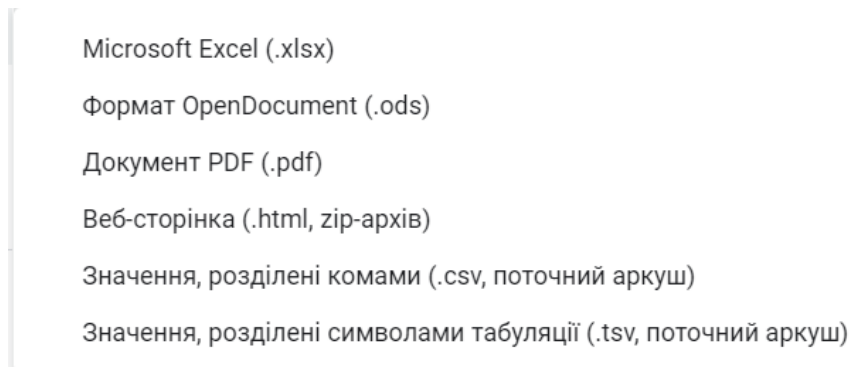 Microsoft Excel (.xlsx)
Формат OpenDocument (.ods)
Документ PDF (.pdf)
Веб-сторінка (.html, zip-архів)
Значення, розділені комами (.csv, поточний аркуш)
Значення, розділені символами табуляції (.tsv, поточний аркуш)